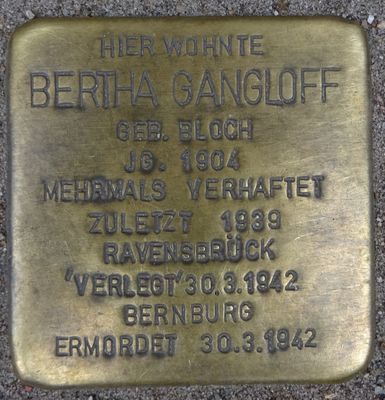 HIER WOHNTE
BERTHA GANGLOFF
GEB. BLOCH
JG. 1904
MEHRMALS VERHAFTET
ZULETZT 1939
RAVENSBRÜCK
'VERLEGT' 30.3.1942
BERNBURG
ERMORDET 30.3.1942